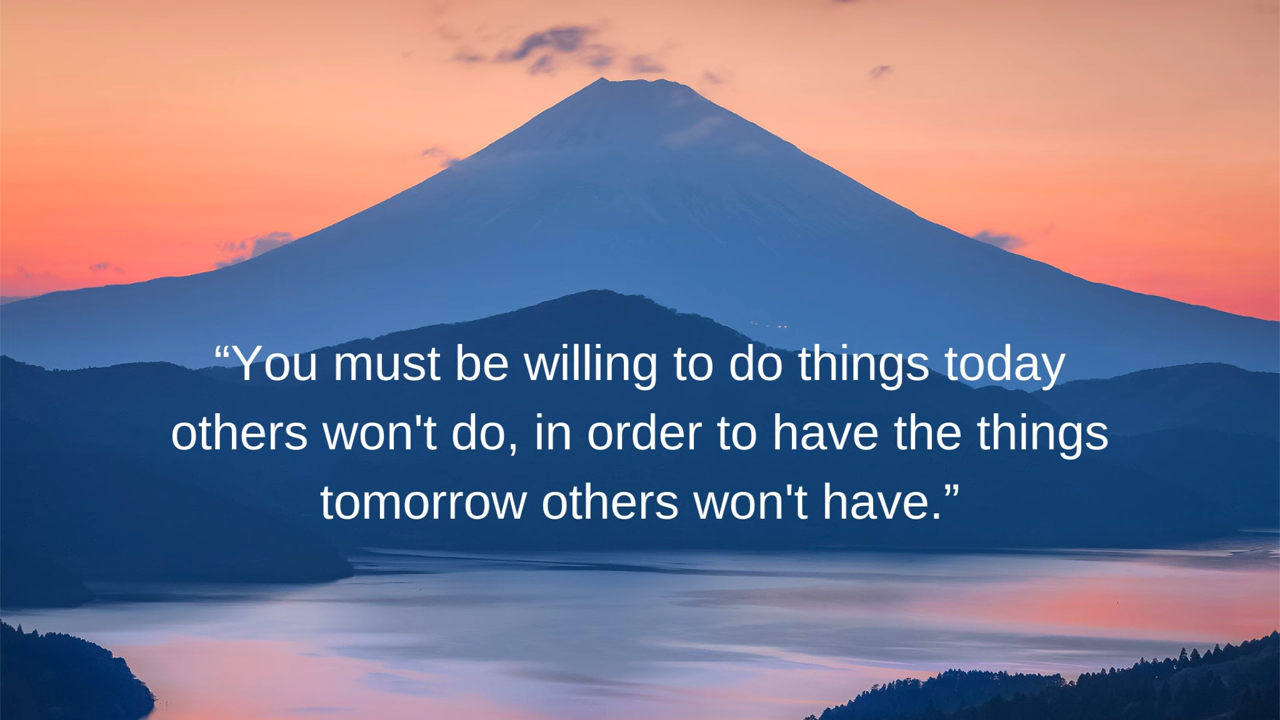 “You must be willing to do things today
others won't do, in order to have the things
tomorrow others won't have.”